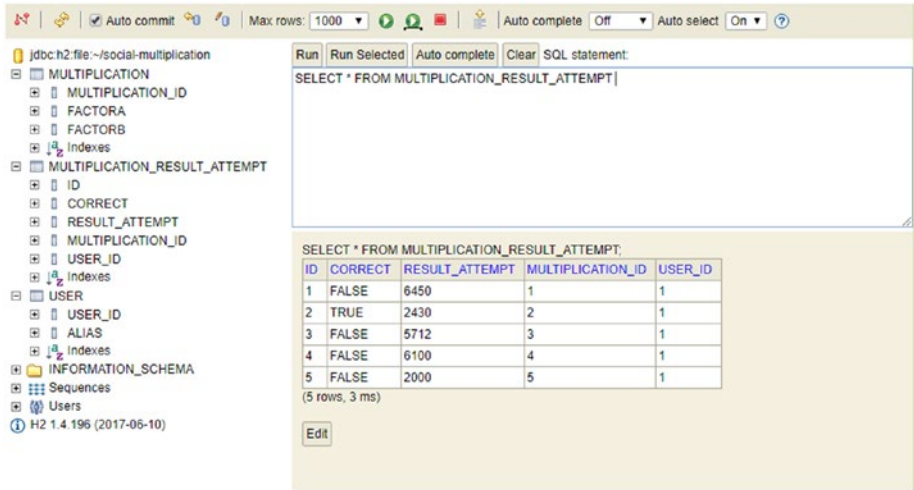 Auto commit Max rows: 1000 Auto complete Off Auto select On
jdbc:h2:file:~/social-multiplication
MULTIPLICATION
MULTIPLICATION_ID
FACTORA
FACTORB
Indexes
MULTIPLICATION_RESULT_ATTEMPT
ID
CORRECT
RESULT_ATTEMPT
MULTIPLICATION_ID
USER_ID
Indexes
USER
USER_ID
ALIAS
Indexes
INFORMATION_SCHEMA
Sequences
Users
H2 1.4.196 (2017-06-10)
Run Run Selected Auto complete Clear SQL statement:
SELECT * FROM MULTIPLICATION_RESULT_ATTEMPT
SELECT * FROM MULTIPLICATION_RESULT_ATTEMPT;
ID CORRECT RESULT_ATTEMPT MULTIPLICATION_ID USER_ID
1 FALSE 6450 1 1
2 TRUE 2430 2 1
3 FALSE 5712 3 1
4 FALSE 6100 4 1
5 FALSE 2000 5 1
(5 rows, 3 ms)
Edit